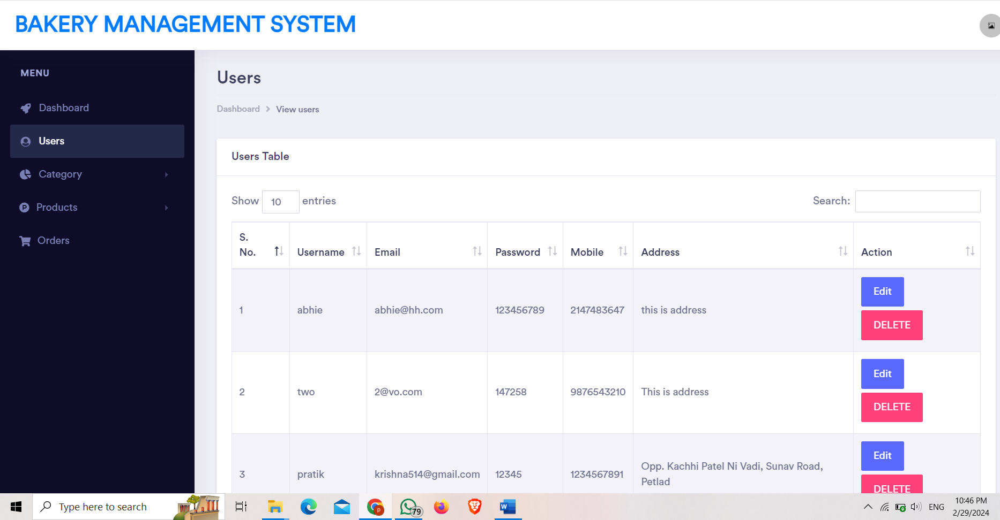 BAKERY MANAGEMENT SYSTEM
MENU
Dashboard
Users
Category
Products
Orders
Users
Dashboard > View users
Users Table
Show 10 entries
Search:
S.
No. Username Email Password Mobile Address Action
1 abhie abhie@hh.com 123456789 2147483647 this is address Edit
DELETE
2 two 2@vo.com 147258 9876543210 This is address Edit
DELETE
3 pratik krishna514@gmail.com 12345 1234567891 Opp. Kachhi Patel Ni Vadi, Sunav Road,
Petlad
Edit
DELETE
Type here to search
79
ENG
10:46 PM
2/29/2024